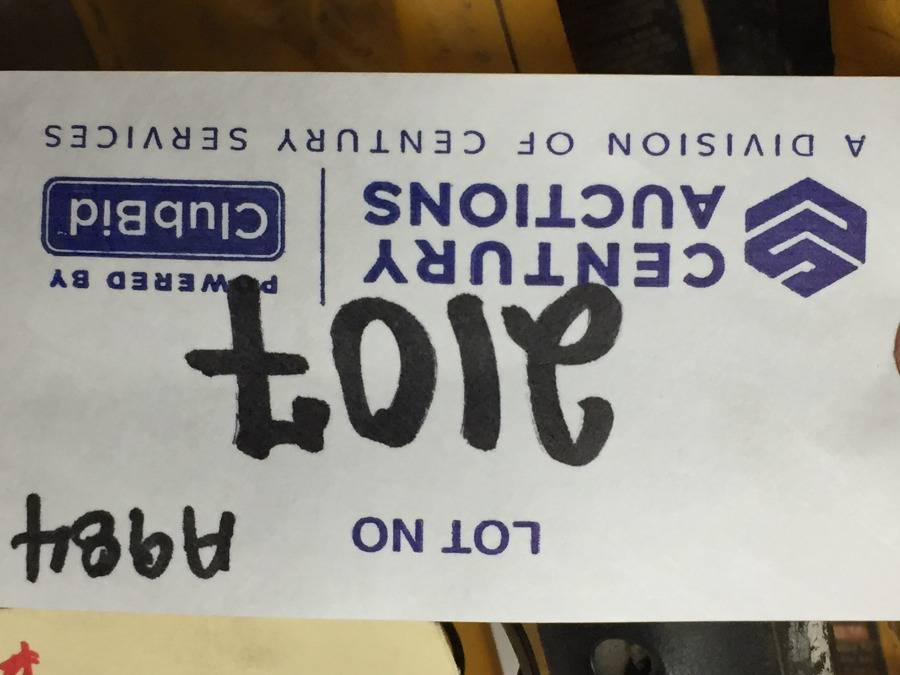 LOT NO A984
2107
CENTURY
AUCTIONS
POWERED BY
ClubBid
A DIVISION OF CENTURY SERVICES